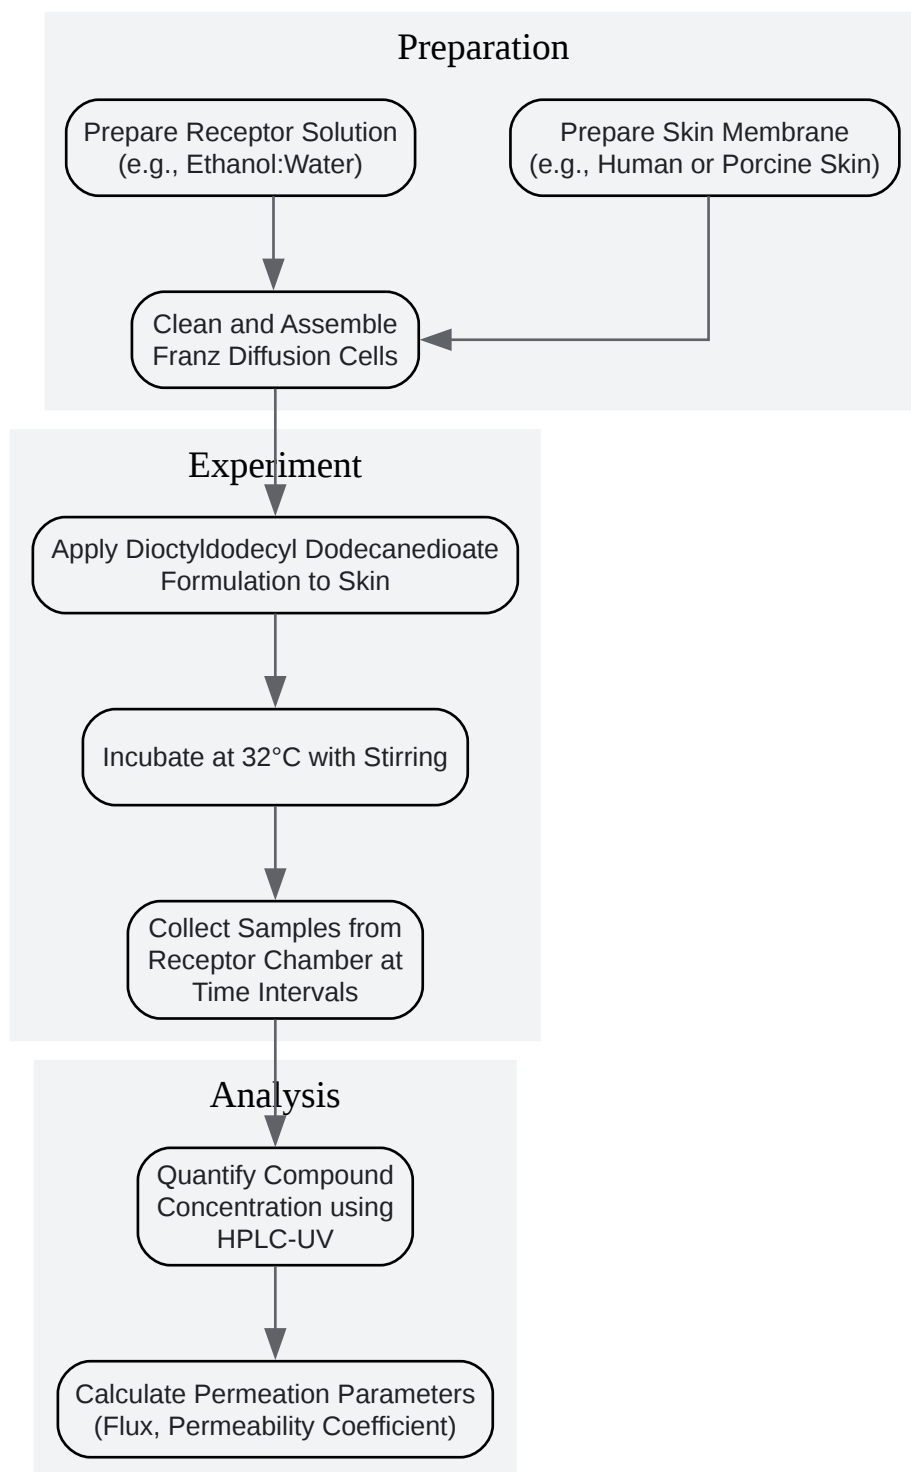 Preparation
Prepare Receptor Solution
(e.g., Ethanol:Water)
Prepare Skin Membrane
(e.g., Human or Porcine Skin)
Clean and Assemble
Franz Diffusion Cells
Experiment
Apply Dioctyldodecyl Dodecanedioate
Formulation to Skin
Incubate at 32°C with Stirring
Collect Samples from
Receptor Chamber at
Time Intervals
Analysis
Quantify Compound
Concentration using
HPLC-UV
Calculate Permeation Parameters
(Flux, Permeability Coefficient)